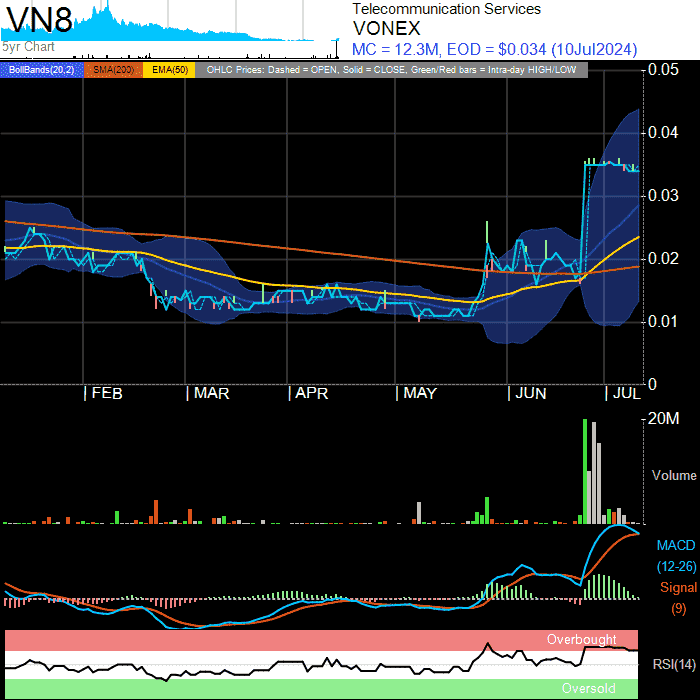 VN8
5yr Chart
Telecommunication Services
VONEX
MC = 12.3M, EOD = $0.034 (10Jul2024)
BollBands(20,2) SMA(200) EMA(50) OHLC Prices: Dashed = OPEN, Solid = CLOSE, Green/Red bars = Intra-day HIGH/LOW
0.05
0.04
0.03
0.02
0.01
0
FEB MAR APR MAY JUN JUL
20M
Volume
MACD
(12-26)
Signal
(9)
Overbought
RSI(14)
Oversold